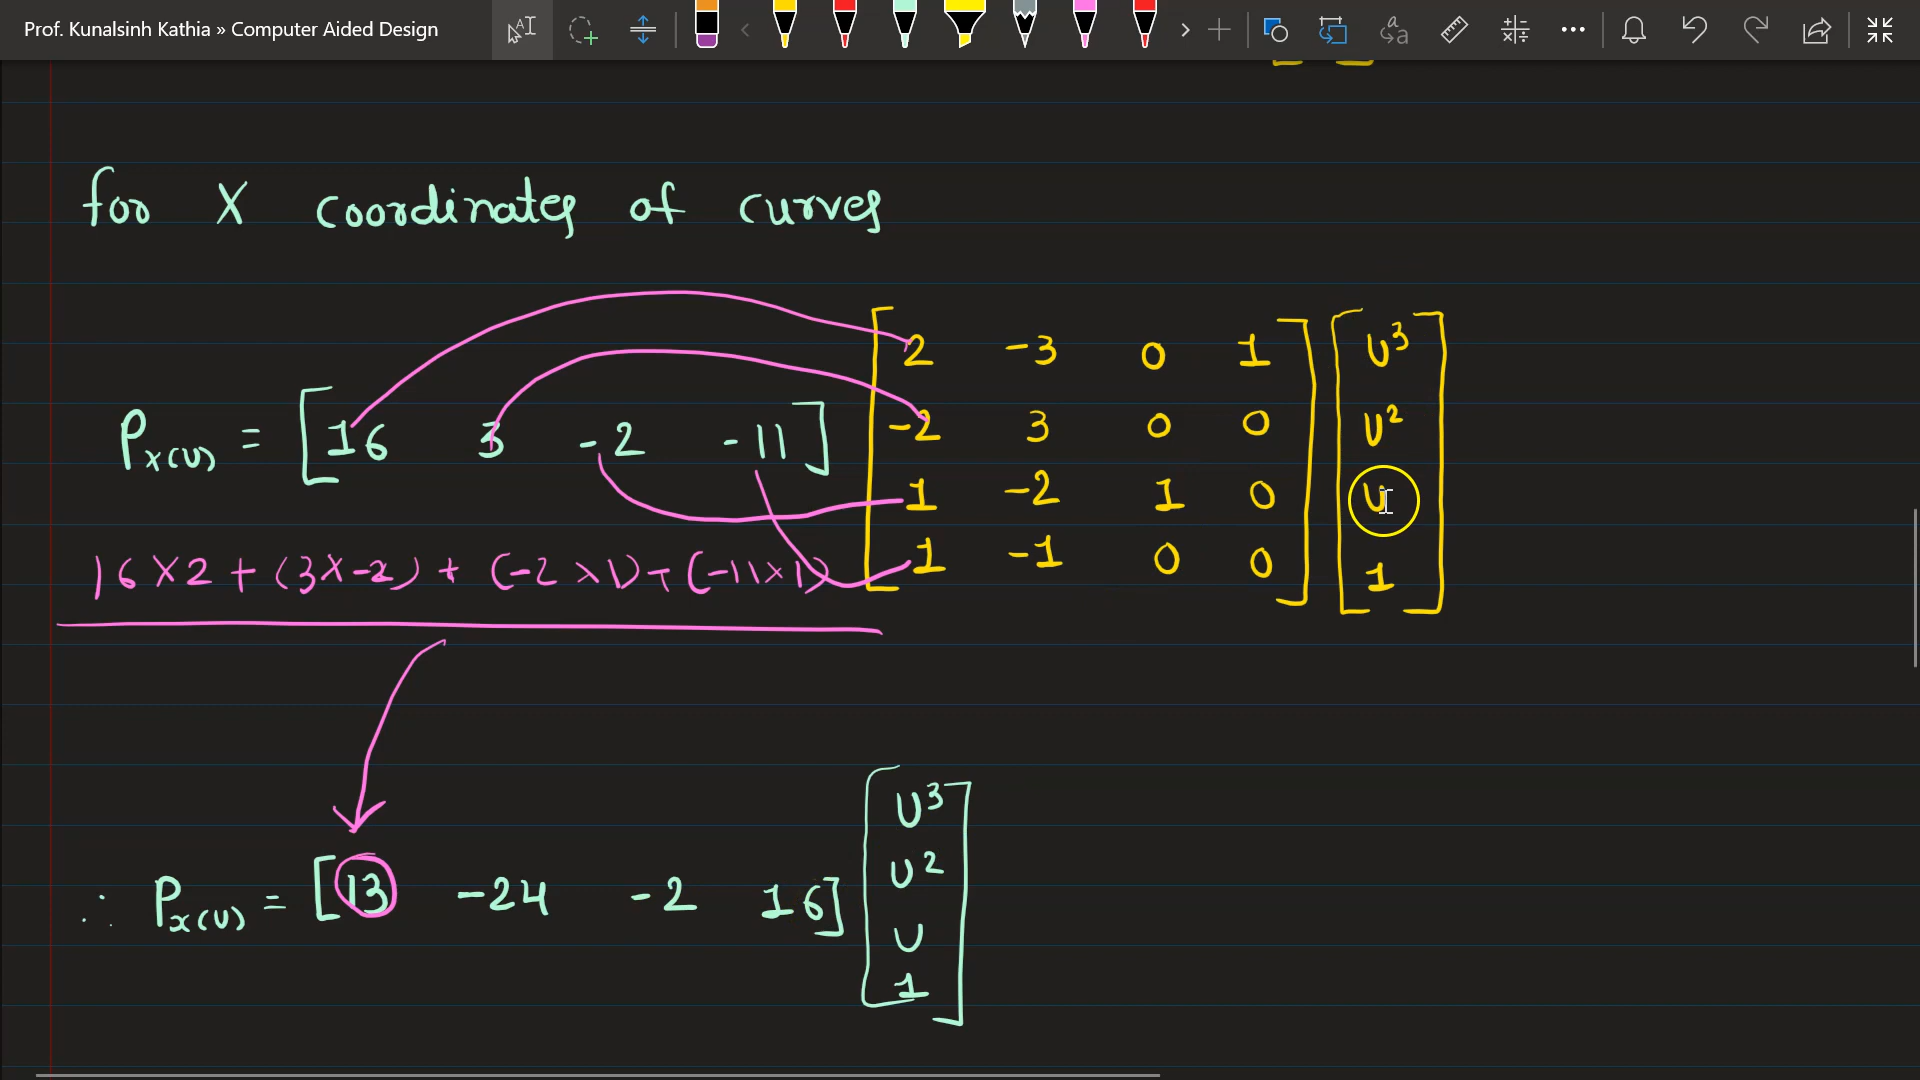 Prof. Kunalsinh Kathia » Computer Aided Design
for X coordinates of curves
Px(u) = [16 3 -2 -11] [2 -3 0 1] [U³]
[-2 3 0 0] [U²]
[1 -2 1 0] [U]
[1 -1 0 0] [1]
16×2 + (3×-2) + (-2×1) + (-11×1)
∴ Px(u) = [13 -24 -2 16] [U³
U²
U
1]